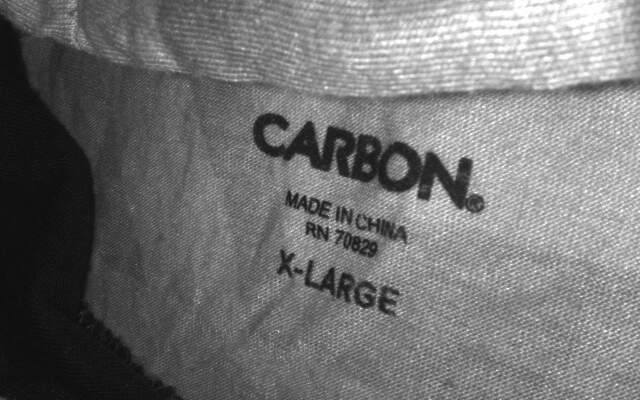 CARBON®
MADE IN CHINA
RN 70829
X-LARGE